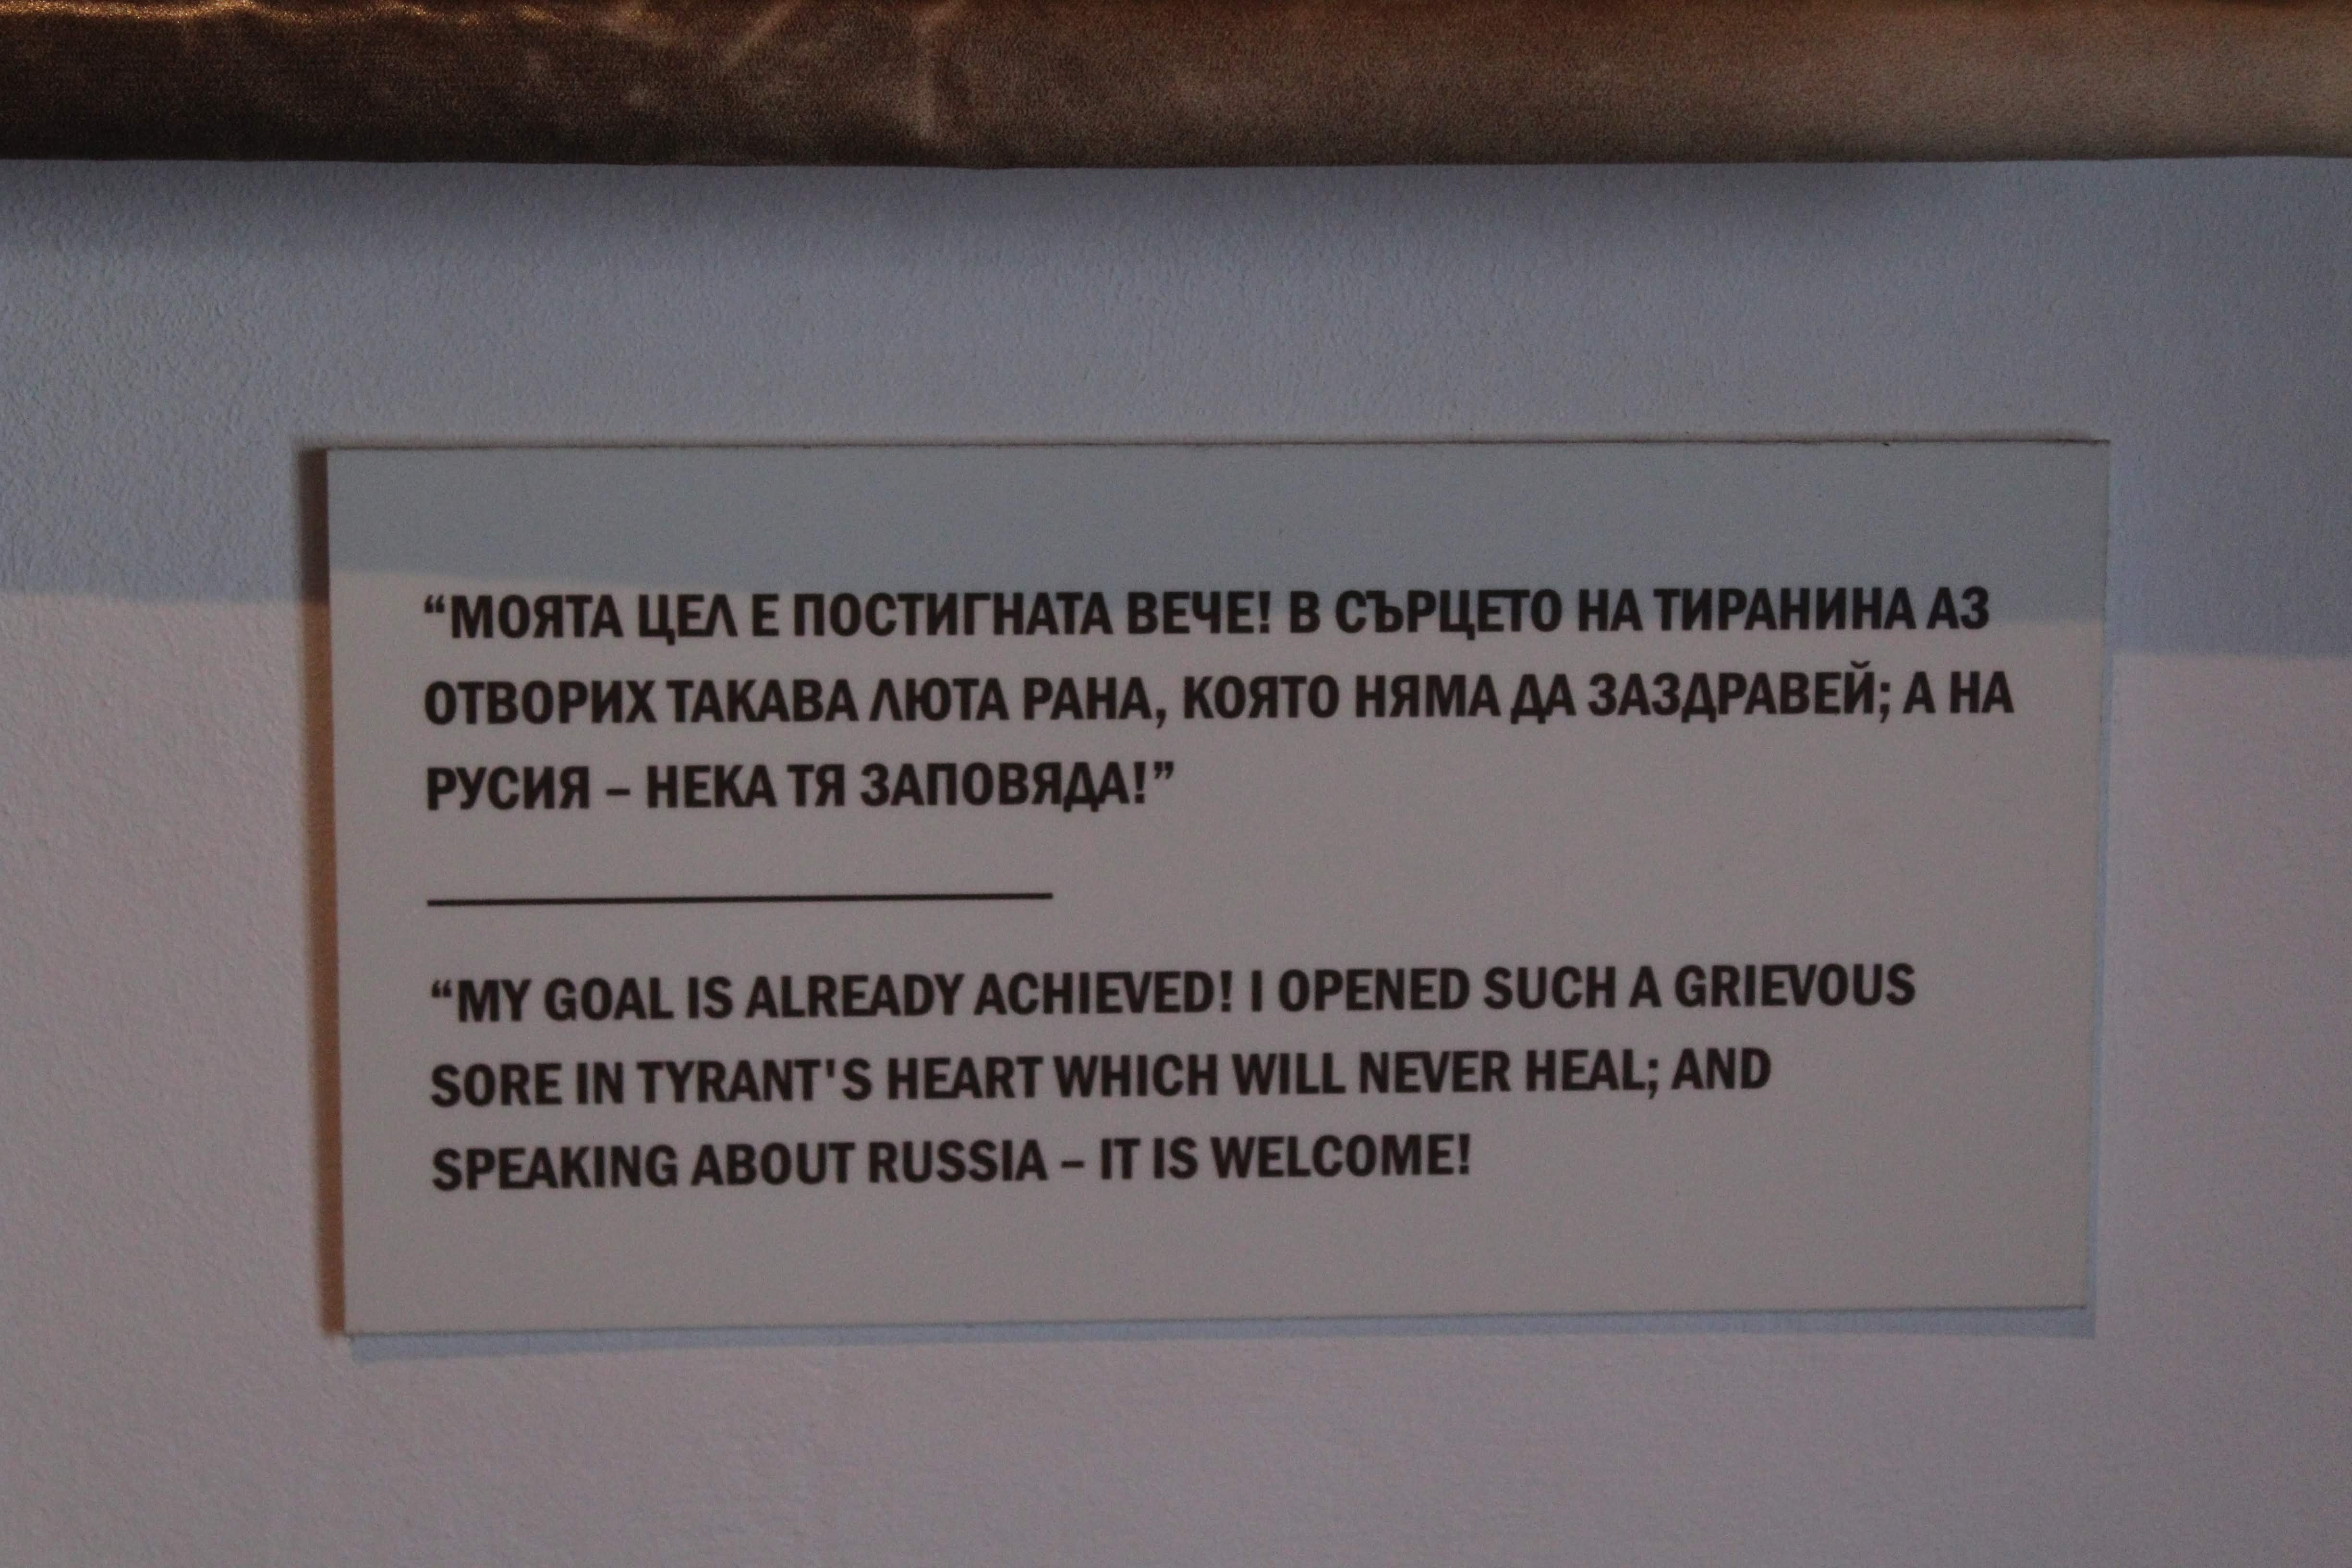 “МОЯТА ЦЕЛ Е ПОСТИГНАТА ВЕЧЕ! В СЪРЦЕТО НА ТИРАНИНА АЗ
ОТВОРИХ ТАКАВА ЛЮТА РАНА, КОЯТО НЯМА ДА ЗАЗДРАВЕЙ; А НА
РУСИЯ – НЕКА ТЯ ЗАПОВЯДА!”
“MY GOAL IS ALREADY ACHIEVED! I OPENED SUCH A GRIEVOUS
SORE IN TYRANT'S HEART WHICH WILL NEVER HEAL; AND
SPEAKING ABOUT RUSSIA – IT IS WELCOME!